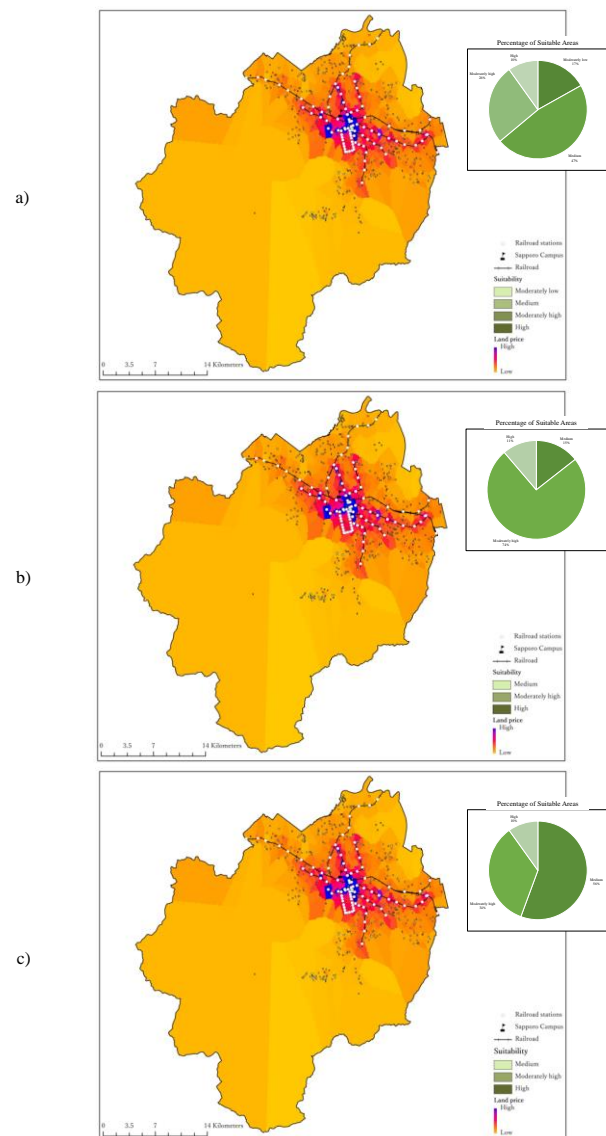 Percentage of Suitable Areas
High
10%
Moderately low
17%
Moderately high
26%
Medium
47%
a)
Railroad stations
Sapporo Campus
Railroad
Suitability
Moderately low
Medium
Moderately high
High
Land price
High
Low
0 3.5 7 14 Kilometers
Percentage of Suitable Areas
High
11%
Medium
15%
Moderately high
74%
b)
Railroad stations
Sapporo Campus
Railroad
Suitability
Medium
Moderately high
High
Land price
High
Low
0 3.5 7 14 Kilometers
Percentage of Suitable Areas
High
10%
Medium
Moderately high
c)
Railroad stations
Sapporo Campus
Railroad
Suitability
Medium
Moderately high
High
Land price
High
Low
0 3.5 7 14 Kilometers